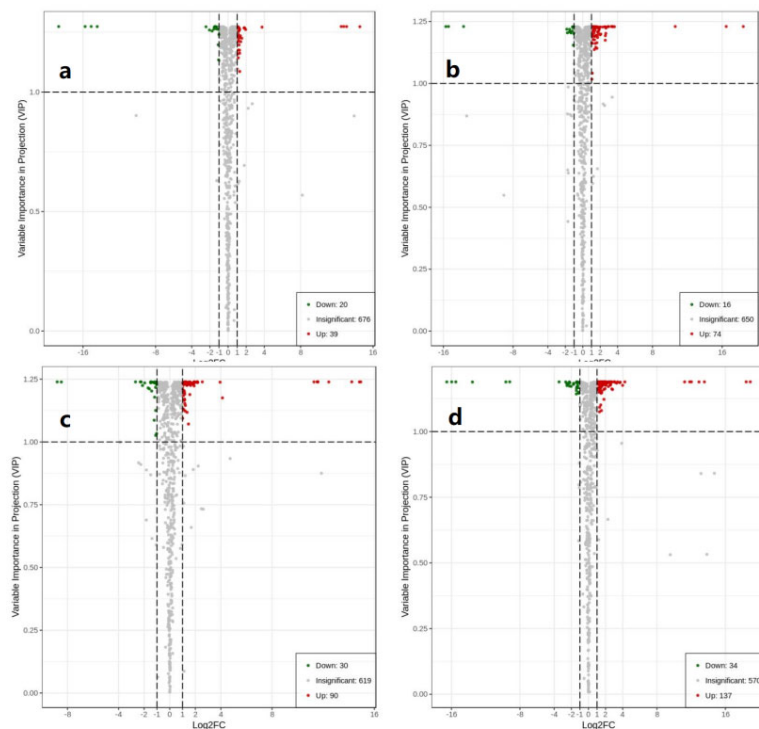 a
Variable Importance in Projection (VIP)
1.0
0.5
0.0
Down: 20
Insignificant: 676
Up: 39
-16 -8 -4 -2 -1 0 1 2 4 8 16
Log2FC
b
Variable Importance in Projection (VIP)
1.25
1.00
0.75
0.50
0.25
0.00
Down: 16
Insignificant: 650
Up: 74
-16 -8 -4 -2 -1 0 1 2 4 8 16
Log2FC
c
Variable Importance in Projection (VIP)
1.25
1.00
0.75
0.50
0.25
0.00
Down: 30
Insignificant: 619
Up: 90
-8 -4 -2 -1 0 1 2 4 8 16
Log2FC
d
Variable Importance in Projection (VIP)
1.00
0.75
0.50
0.25
0.00
Down: 34
Insignificant: 570
Up: 137
-16 -8 -4 -2 -1 0 1 2 4 8 16
Log2FC